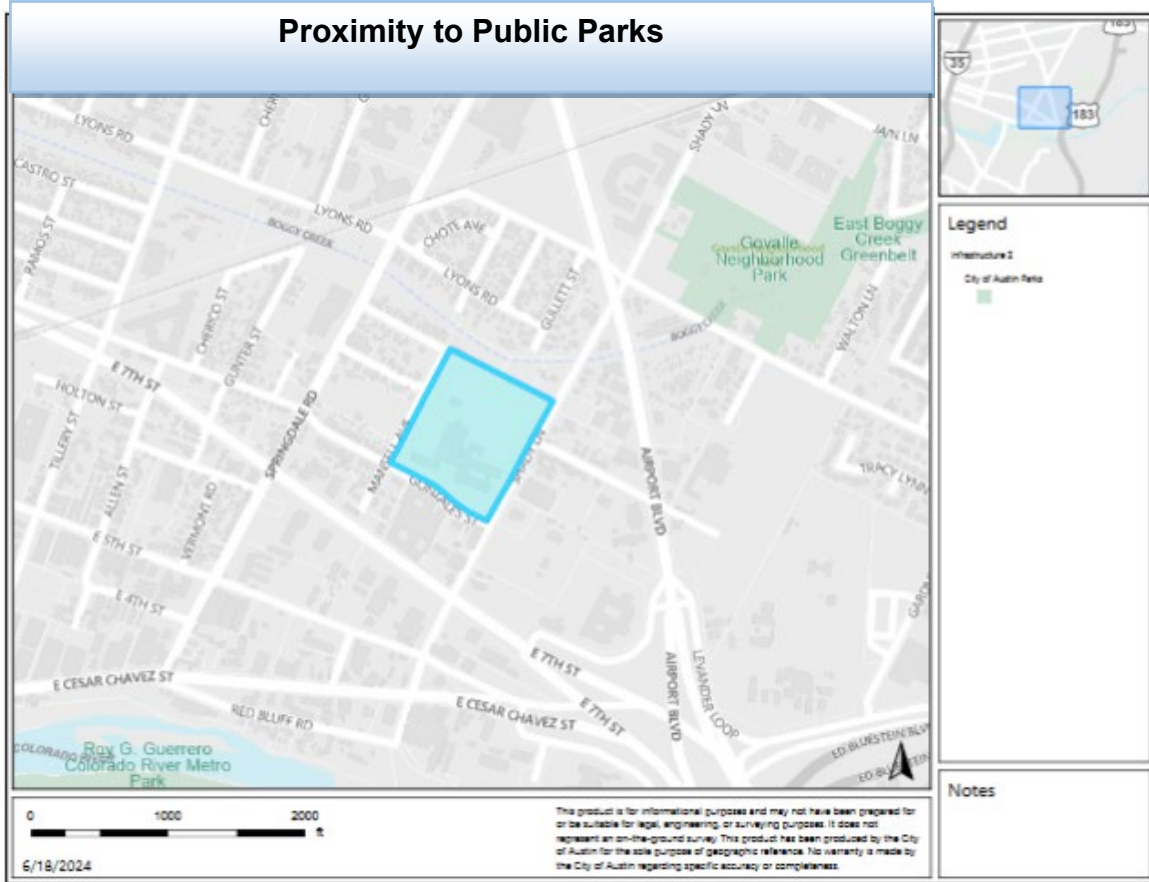 Proximity to Public Parks
183
35
183
LYONS RD
SHADY LN
JAIN LN
CASTRO ST
LYONS RD
BOGGY CREEK
CHOTE AVE
RAMOS ST
Govalle
Neighborhood
Park
East Boggy
Creek
Greenbelt
LYONS RD
GULLETT ST
CHERICO ST
GUNTER ST
BOGGY CREEK
WALTON LN
E 7TH ST
HOLTON ST
TILLERY ST
ALLEN ST
SPRINGDALE RD
MANSELL AVE
SHADY LN
GONZALES ST
VERMONT RD
AIRPORT BLVD
TRACY LYNN
E 5TH ST
E 4TH ST
E 7TH ST
E CESAR CHAVEZ ST
RED BLUFF RD
E CESAR CHAVEZ ST
E 7TH ST
AIRPORT BLVD
LEVANDER LOOP
COLORADO RIVER
Roy G. Guerrero
Colorado River Metro
Park
ED BLUESTEIN BLV
Legend
Infrastructure 2
City of Austin Parks
Notes
0 1000 2000
ft
6/18/2024
This product is for informational purposes and may not have been prepared for
or be suitable for legal, engineering, or surveying purposes. It does not
represent an on-the-ground survey. This product has been produced by the City
of Austin for the sole purpose of geographic reference. No warranty is made by
the City of Austin regarding specific accuracy or completeness.